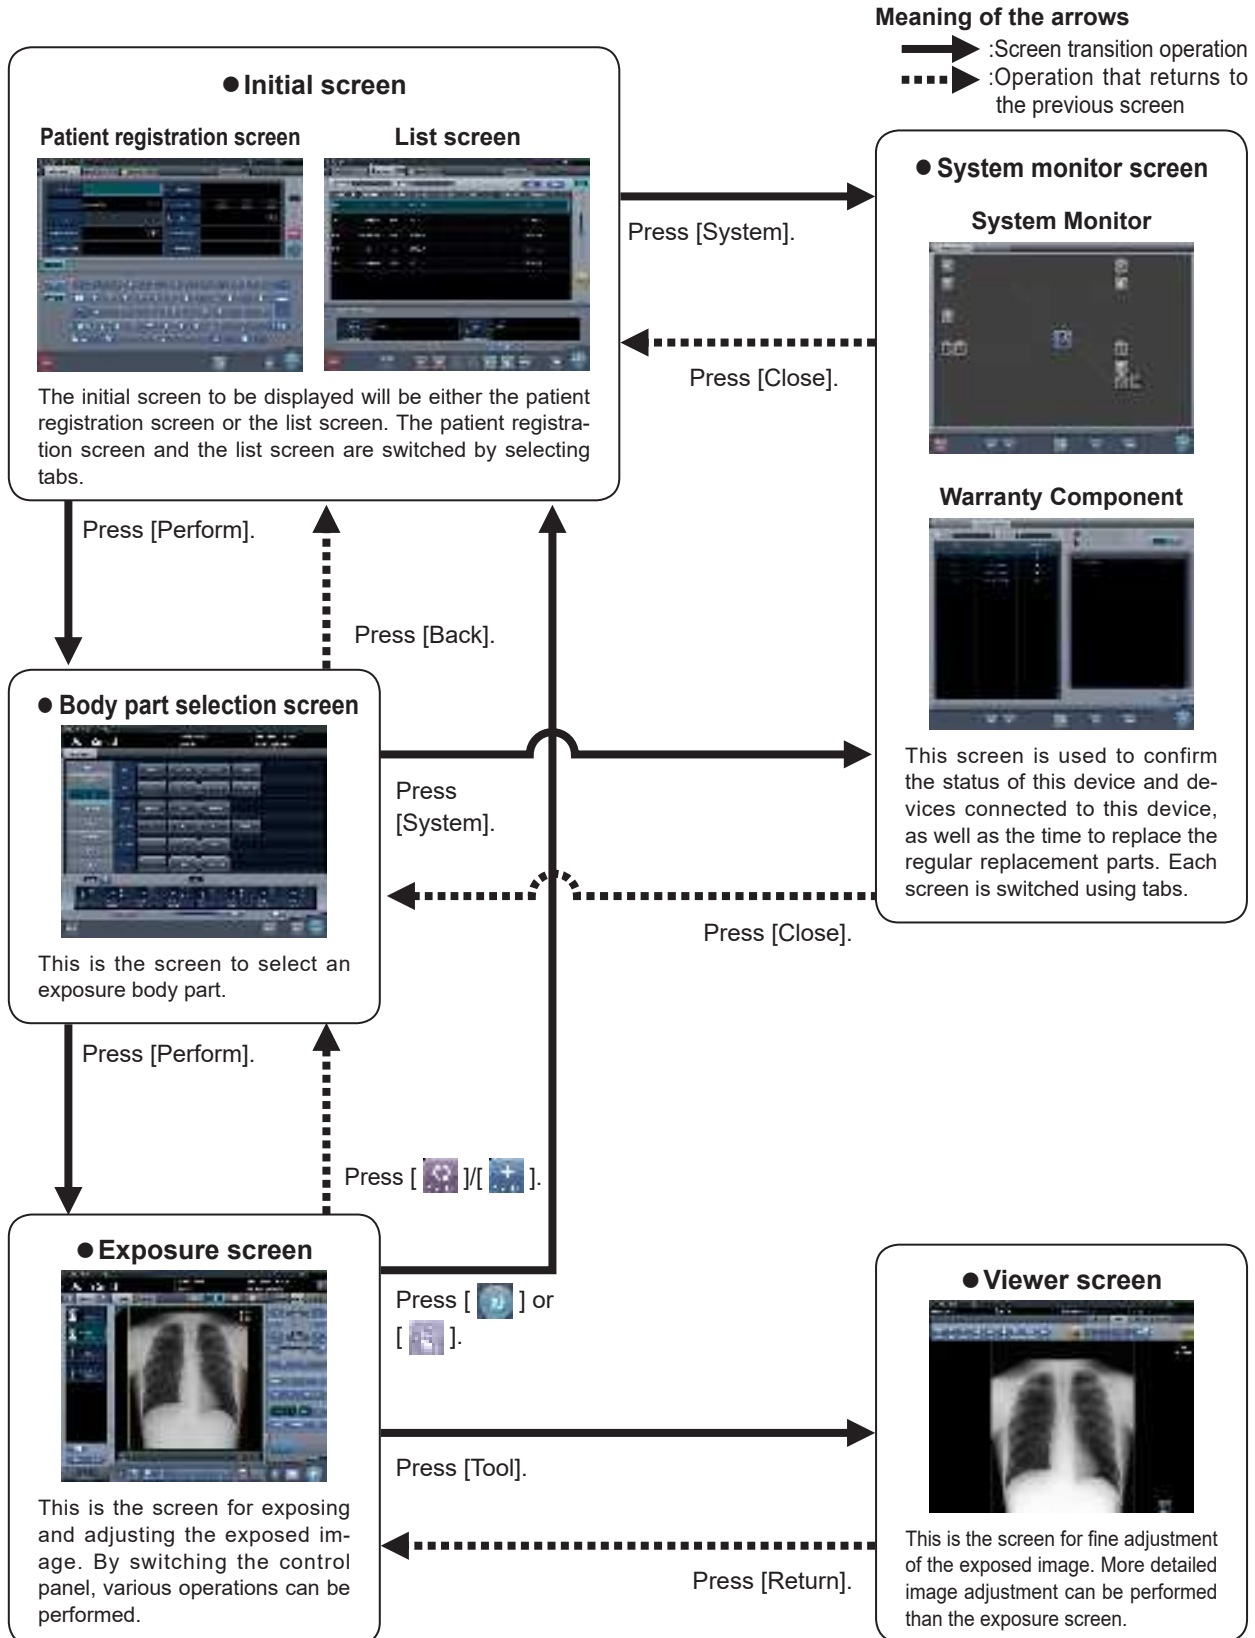 Meaning of the arrows
:Screen transition operation
:Operation that returns to
the previous screen
● Initial screen
Patient registration screen
List screen
The initial screen to be displayed will be either the patient
registration screen or the list screen. The patient registra-
tion screen and the list screen are switched by selecting
tabs.
Press [System].
Press [Close].
● System monitor screen
System Monitor
Warranty Component
This screen is used to confirm
the status of this device and de-
vices connected to this device,
as well as the time to replace the
regular replacement parts. Each
screen is switched using tabs.
Press [Perform].
Press [Back].
● Body part selection screen
This is the screen to select an
exposure body part.
Press
[System].
Press [Close].
Press [Perform].
Press [ ]/[ ].
● Exposure screen
This is the screen for exposing
and adjusting the exposed im-
age. By switching the control
panel, various operations can be
performed.
Press [ ] or
[ ].
Press [Tool].
Press [Return].
● Viewer screen
This is the screen for fine adjustment
of the exposed image. More detailed
image adjustment can be performed
than the exposure screen.